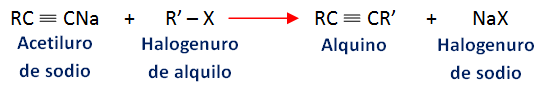 RC ≡ CNa + R’ – X → RC ≡ CR’ + NaX
Acetiluro Halogenuro Alquino Halogenuro
de sodio de alquilo de sodio